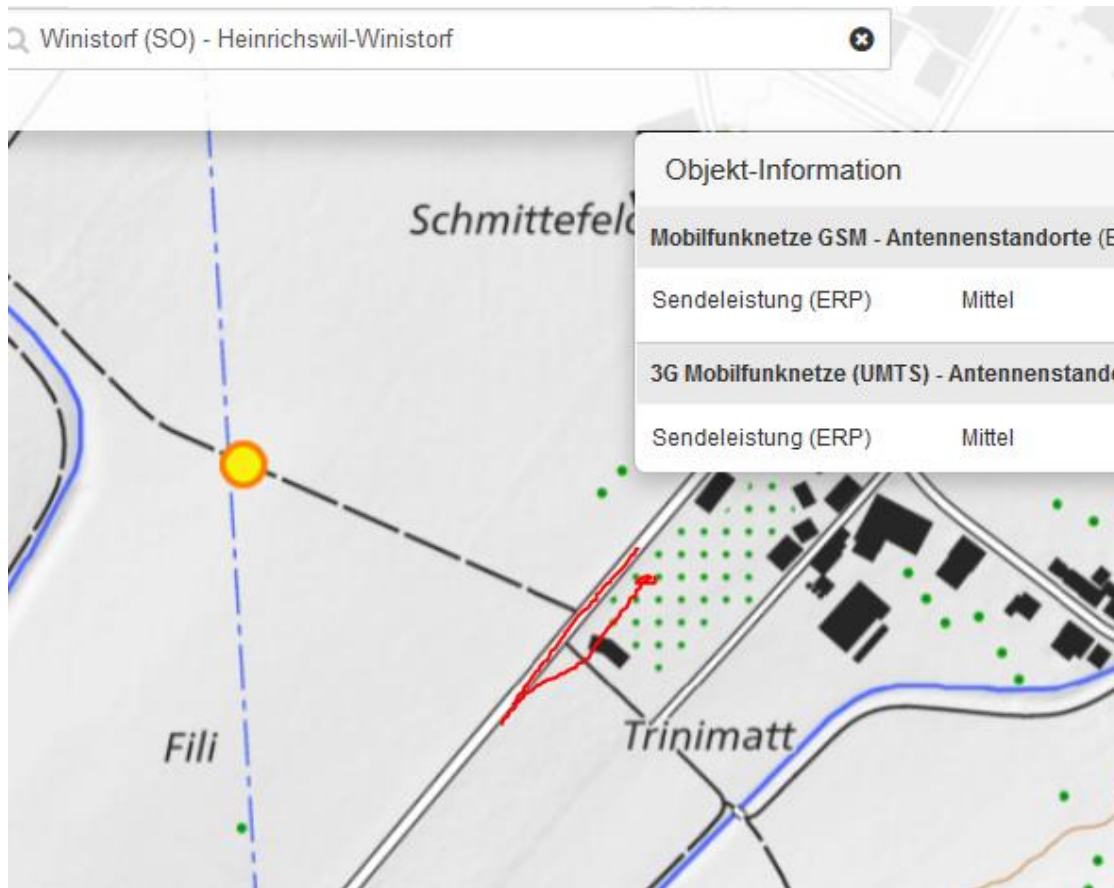 Winistorf (SO) - Heinrichswil-Winistorf
Objekt-Information
Schmittefeld
Mobilfunknetze GSM - Antennenstandorte (E
Sendeleistung (ERP) Mittel
3G Mobilfunknetze (UMTS) - Antennenstando
Sendeleistung (ERP) Mittel
Trinimatt
Fili